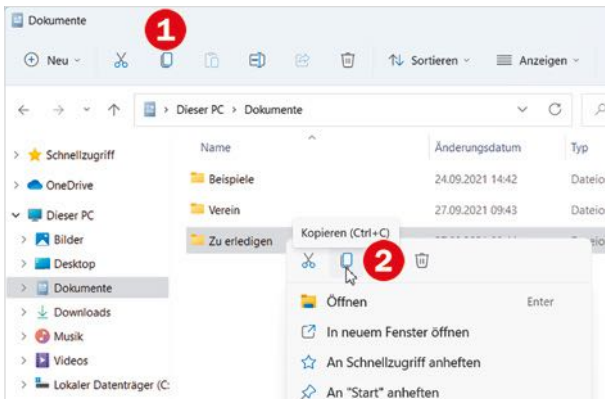 Dokumente
1
Neu
Sortieren
Anzeigen
Dieser PC > Dokumente
Name
Änderungsdatum
Typ
Schnellzugriff
OneDrive
Dieser PC
Bilder
Desktop
Dokumente
Downloads
Musik
Videos
Lokaler Datenträger (C:
Beispiele
24.09.2021 14:42
Dateio
Verein
27.09.2021 09:43
Dateio
Zu erledigen
Kopieren (Ctrl+C)
2
Öffnen
Enter
In neuem Fenster öffnen
An Schnellzugriff anheften
An "Start" anheften